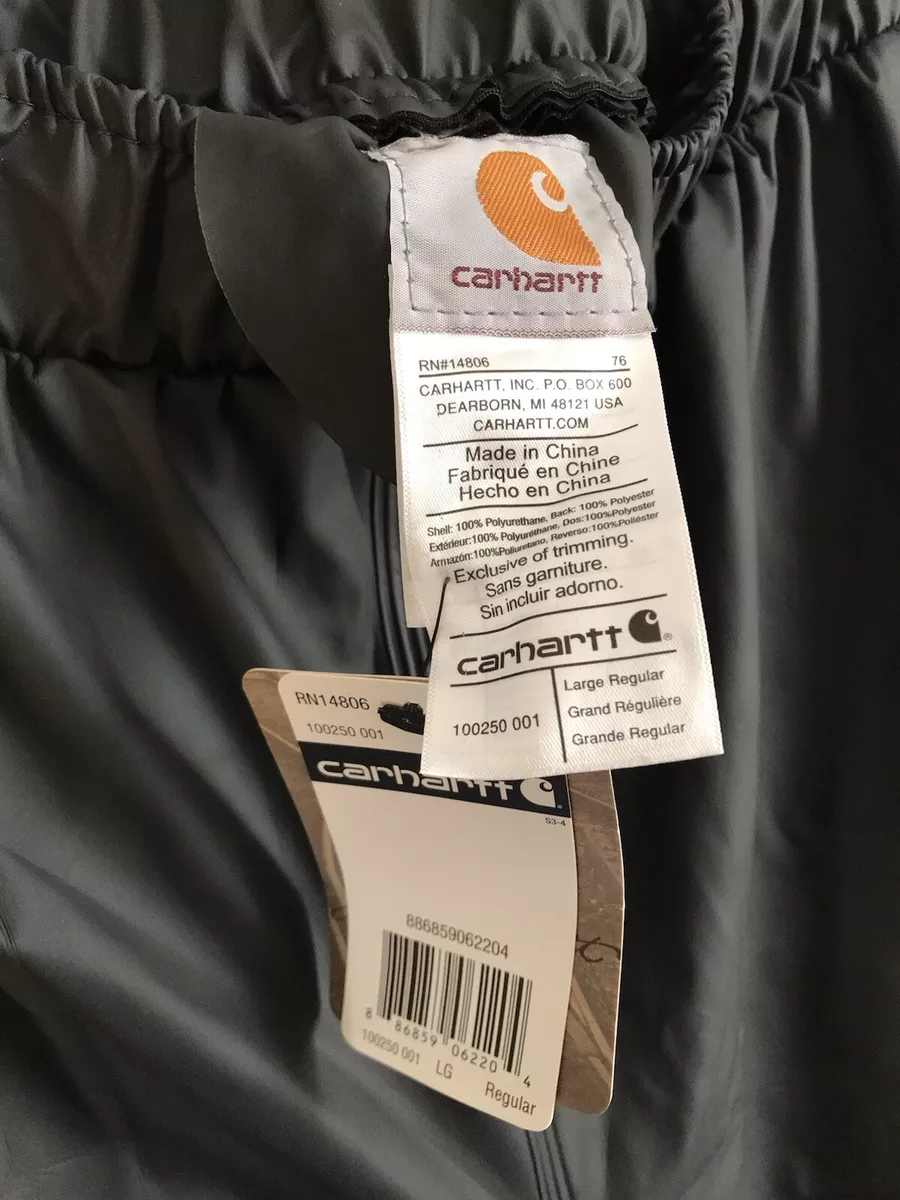 carhartt
RN#14806 76
CARHARTT, INC. P.O. BOX 600
DEARBORN, MI 48121 USA
CARHARTT.COM
Made in China
Fabriqué en Chine
Hecho en China
Shell: 100% Polyurethane, Back: 100% Polyester
Extérieur:100% Polyuréthane, Dos:100%Polyester
Armazón:100%Poliuretano, Reverso:100%Poliéster
Exclusive of trimming.
Sans garniture.
Sin incluir adorno.
carhartt ®
100250 001
Large Regular
Grand Régulière
Grande Regular
RN14806
100250 001
carhartt
S3-4
886859062204
8 86859 06220 4
100250 001 LG Regular